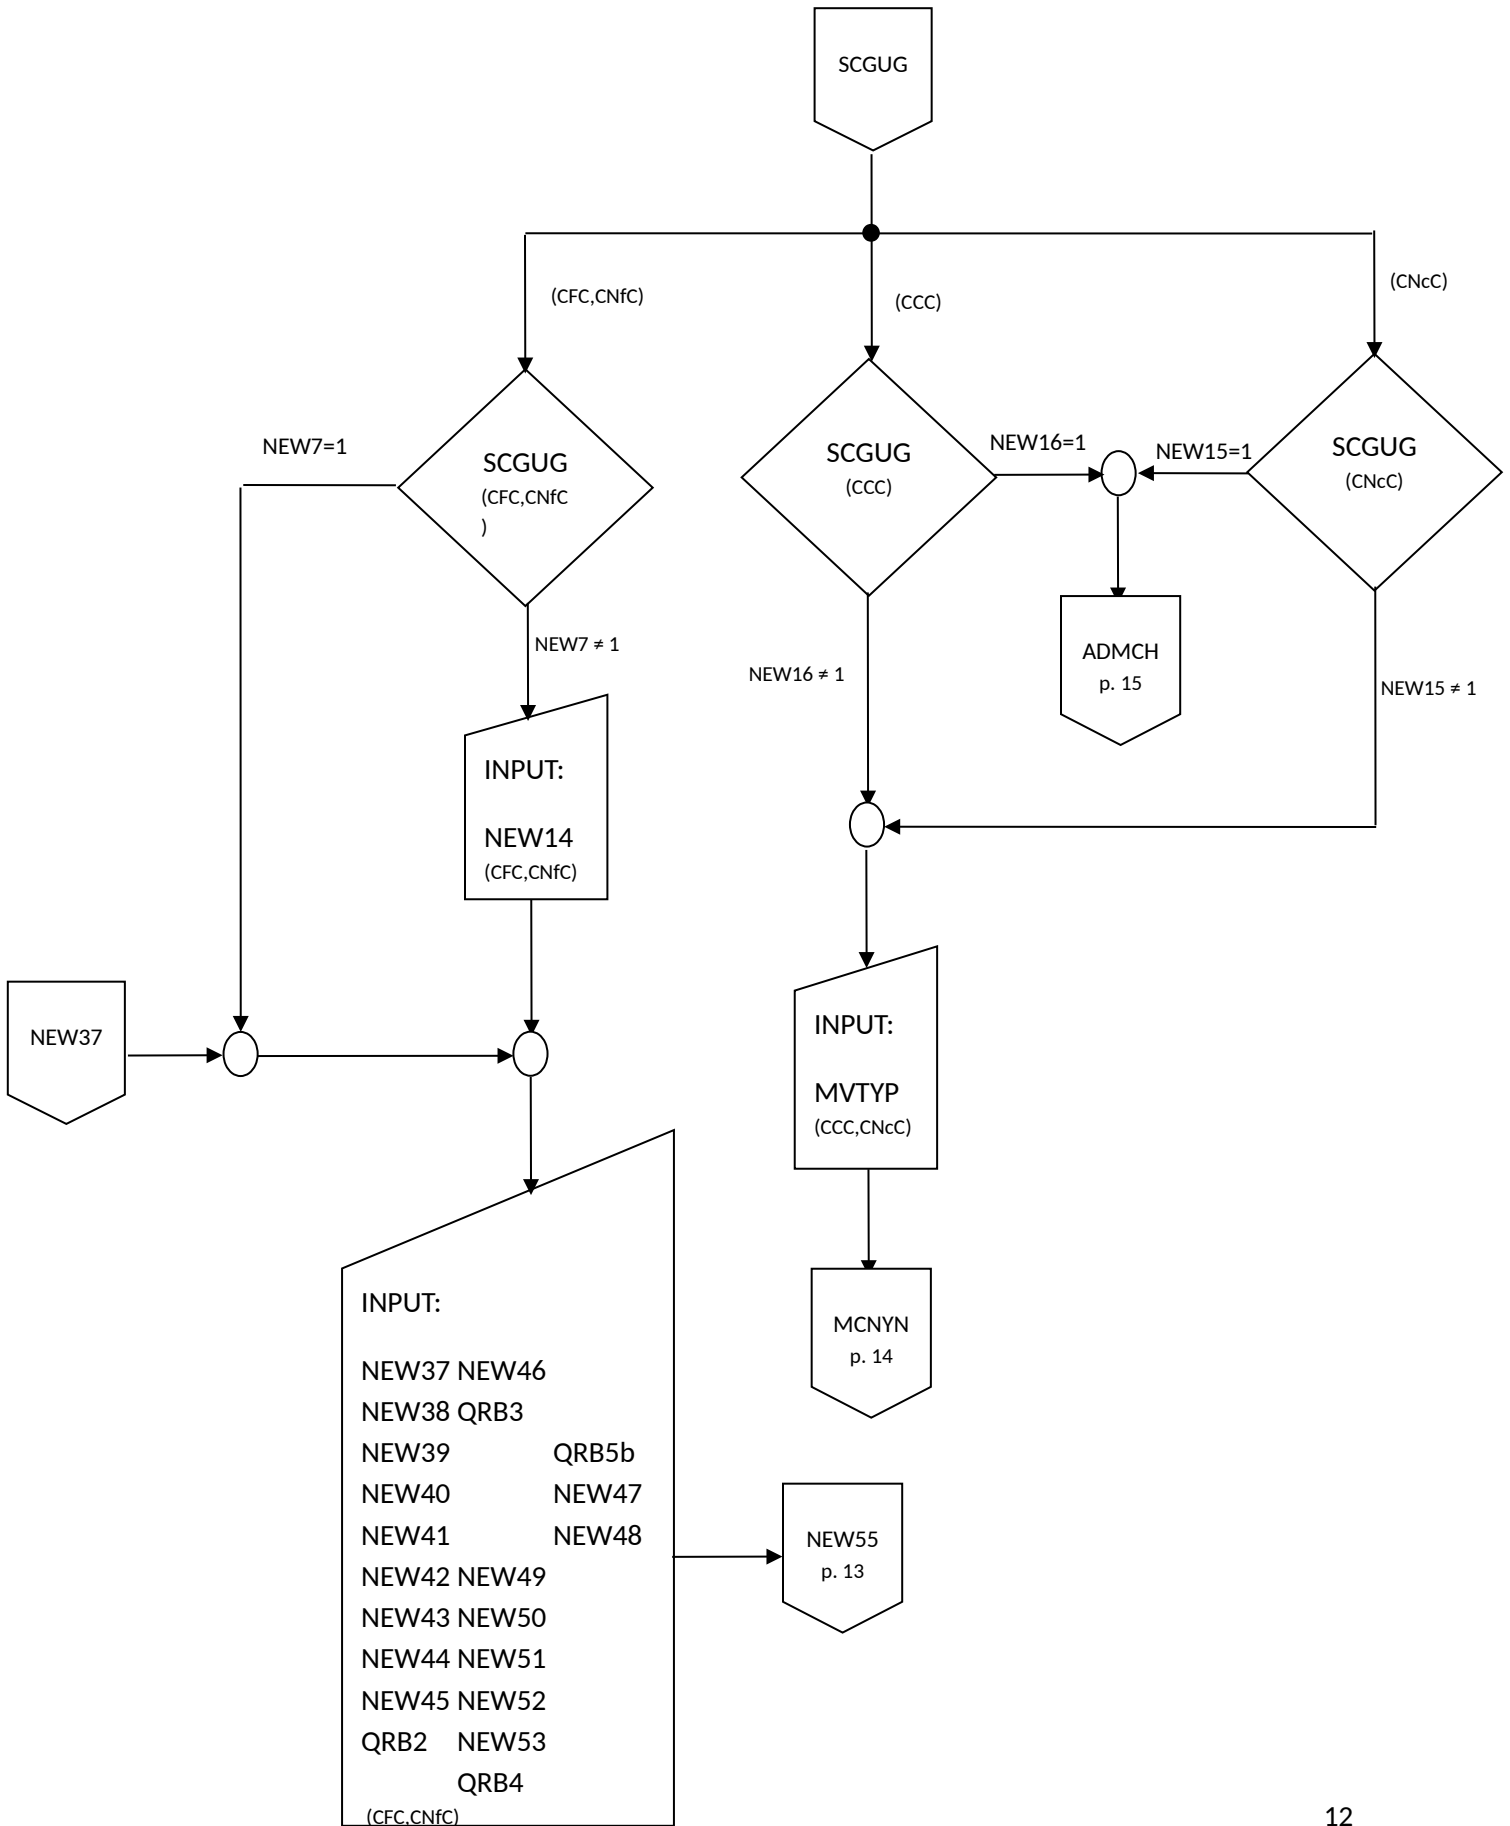 SCGUG
(CFC,CNfC)
(CCC)
(CNcC)
NEW7=1
SCGUG
(CFC,CNfC
)
SCGUG
(CCC)
NEW16=1
NEW15=1
SCGUG
(CNcC)
NEW7 ≠ 1
NEW16 ≠ 1
ADMCH
p. 15
NEW15 ≠ 1
INPUT:
NEW14
(CFC,CNfC)
NEW37
INPUT:
MVTYP
(CCC,CNcC)
MCNYN
p. 14
INPUT:
NEW37 NEW46
NEW38 QRB3
NEW39 QRB5b
NEW40 NEW47
NEW41 NEW48
NEW42 NEW49
NEW43 NEW50
NEW44 NEW51
NEW45 NEW52
QRB2 NEW53
QRB4
(CFC,CNfC)
NEW55
p. 13
12